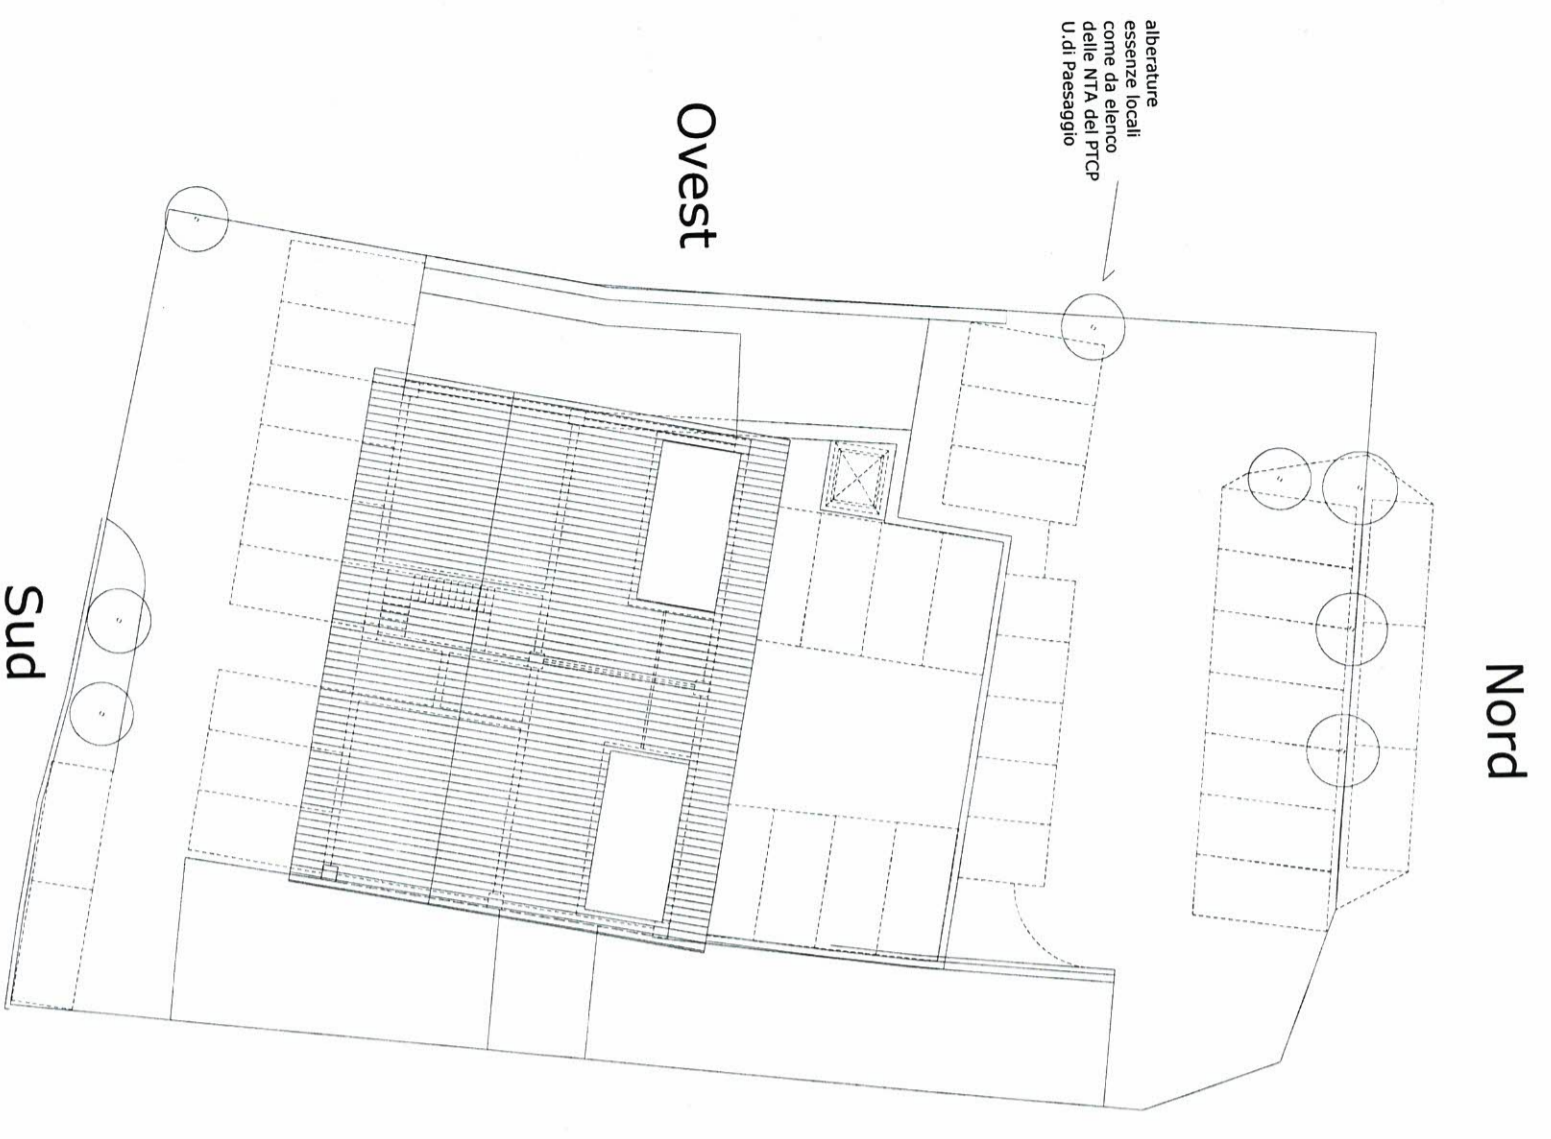 alberature
essenze locali
come da elenco
delle NTA del PTCP
U.di Paesaggio
Ovest
Nord
Sud